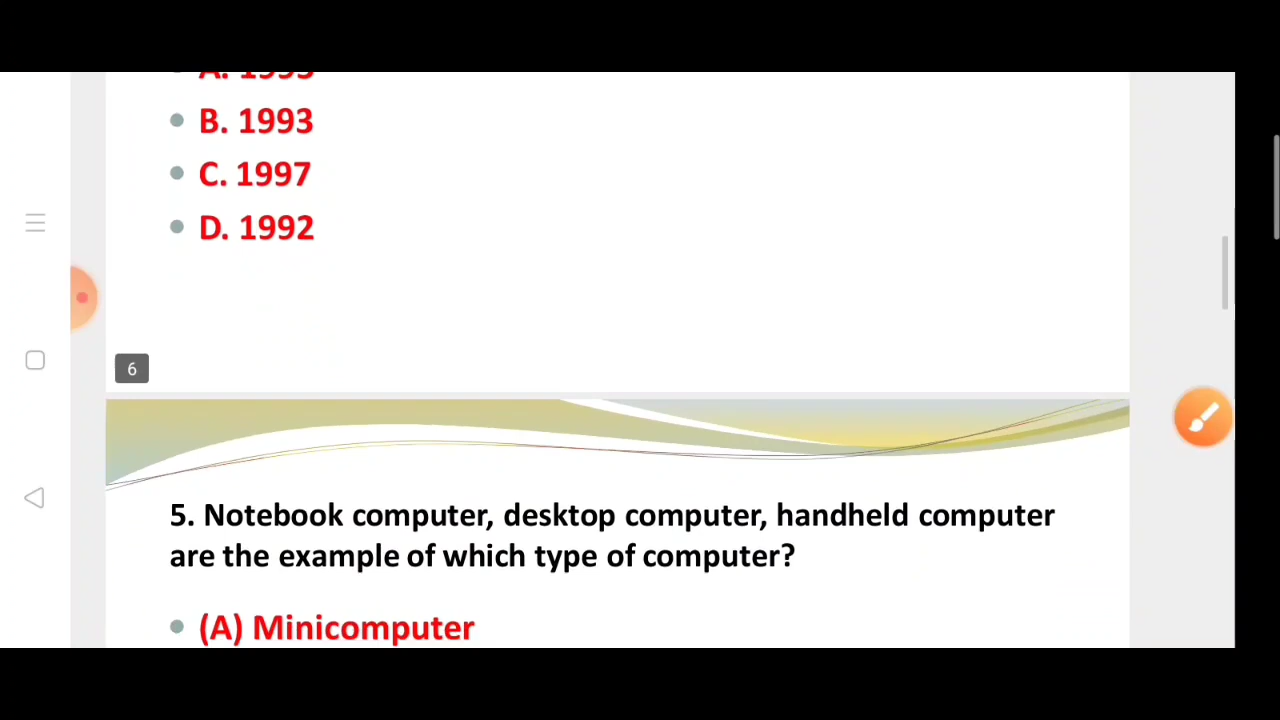 B. 1993
C. 1997
D. 1992
6
5. Notebook computer, desktop computer, handheld computer
are the example of which type of computer?
(A) Minicomputer